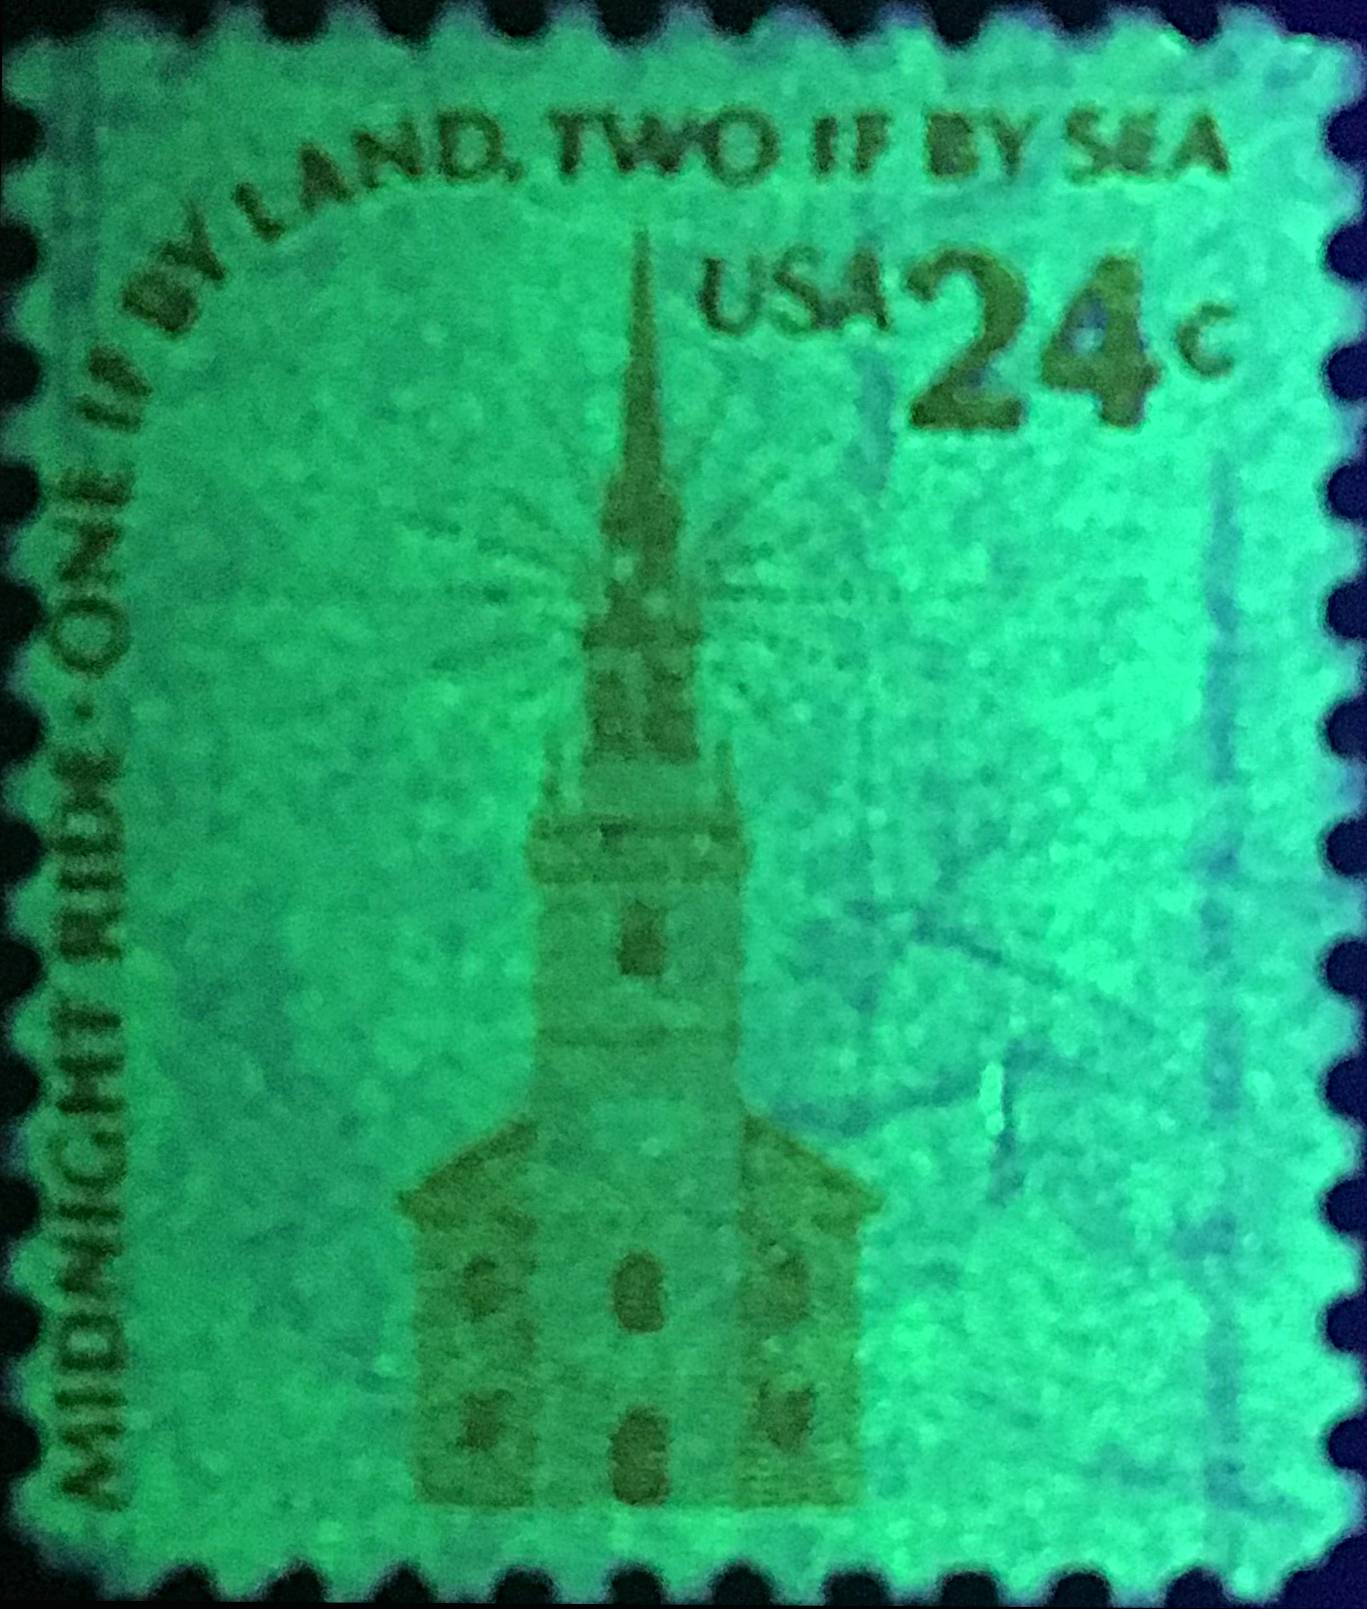 MIDNIGHT RIDE · ONE IF BY LAND, TWO IF BY SEA
USA 24c